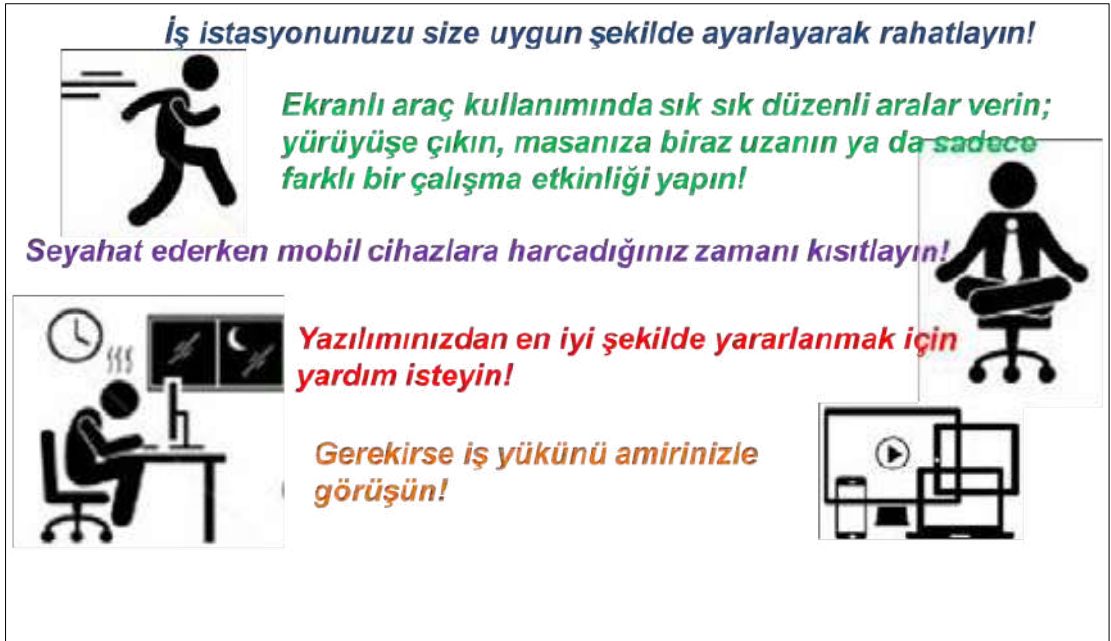 İş istasyonunuzu size uygun şekilde ayarlayarak rahatlayın!
Ekranlı araç kullanımında sık sık düzenli aralar verin;
yürüyüşe çıkın, masanıza biraz uzanın ya da sadece
farklı bir çalışma etkinliği yapın!
Seyahat ederken mobil cihazlara harcadığınız zamanı kısıtlayın!
Yazılımınızdan en iyi şekilde yararlanmak için
yardım isteyin!
Gerekirse iş yükünü amirinizle
görüşün!